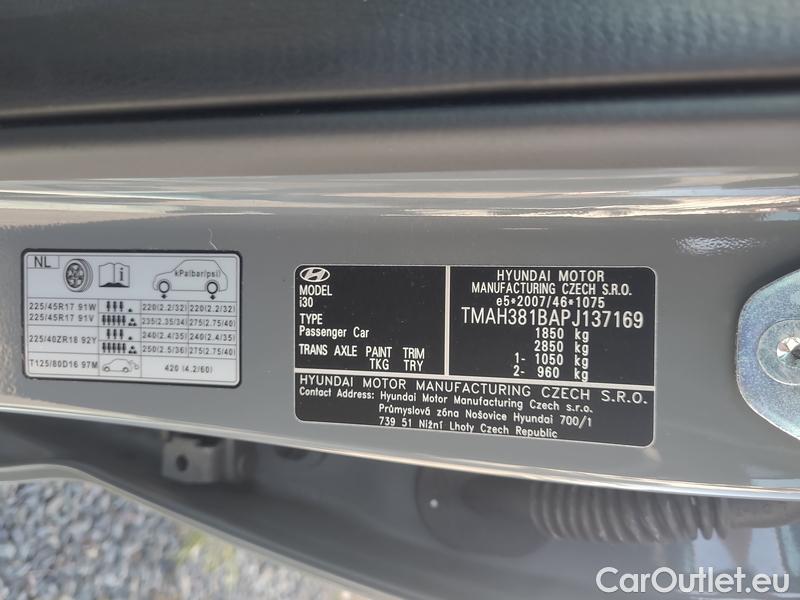 NL
kPa(bar/psi)
225/45R17 91W 220(2.2/32) 220(2.2/32)
225/45R17 91V 235(2.35/34) 275(2.75/40)
225/40ZR18 92Y 240(2.4/35) 240(2.4/35)
250(2.5/36) 275(2.75/40)
T125/80D16 97M 420 (4.2/60)
MODEL
i30
TYPE
Passenger Car
TRANS AXLE PAINT TRIM
TKG TRY
HYUNDAI MOTOR
MANUFACTURING CZECH S.R.O.
e5*2007/46*1075
TMAH381BAPJ137169
1850 kg
2850 kg
1- 1050 kg
2- 960 kg
HYUNDAI MOTOR MANUFACTURING CZECH S.R.O.
Contact Address: Hyundai Motor Manufacturing Czech s.r.o.
Průmyslová zóna Nošovice Hyundai 700/1
739 51 Nižní Lhoty Czech Republic
CarOutlet.eu